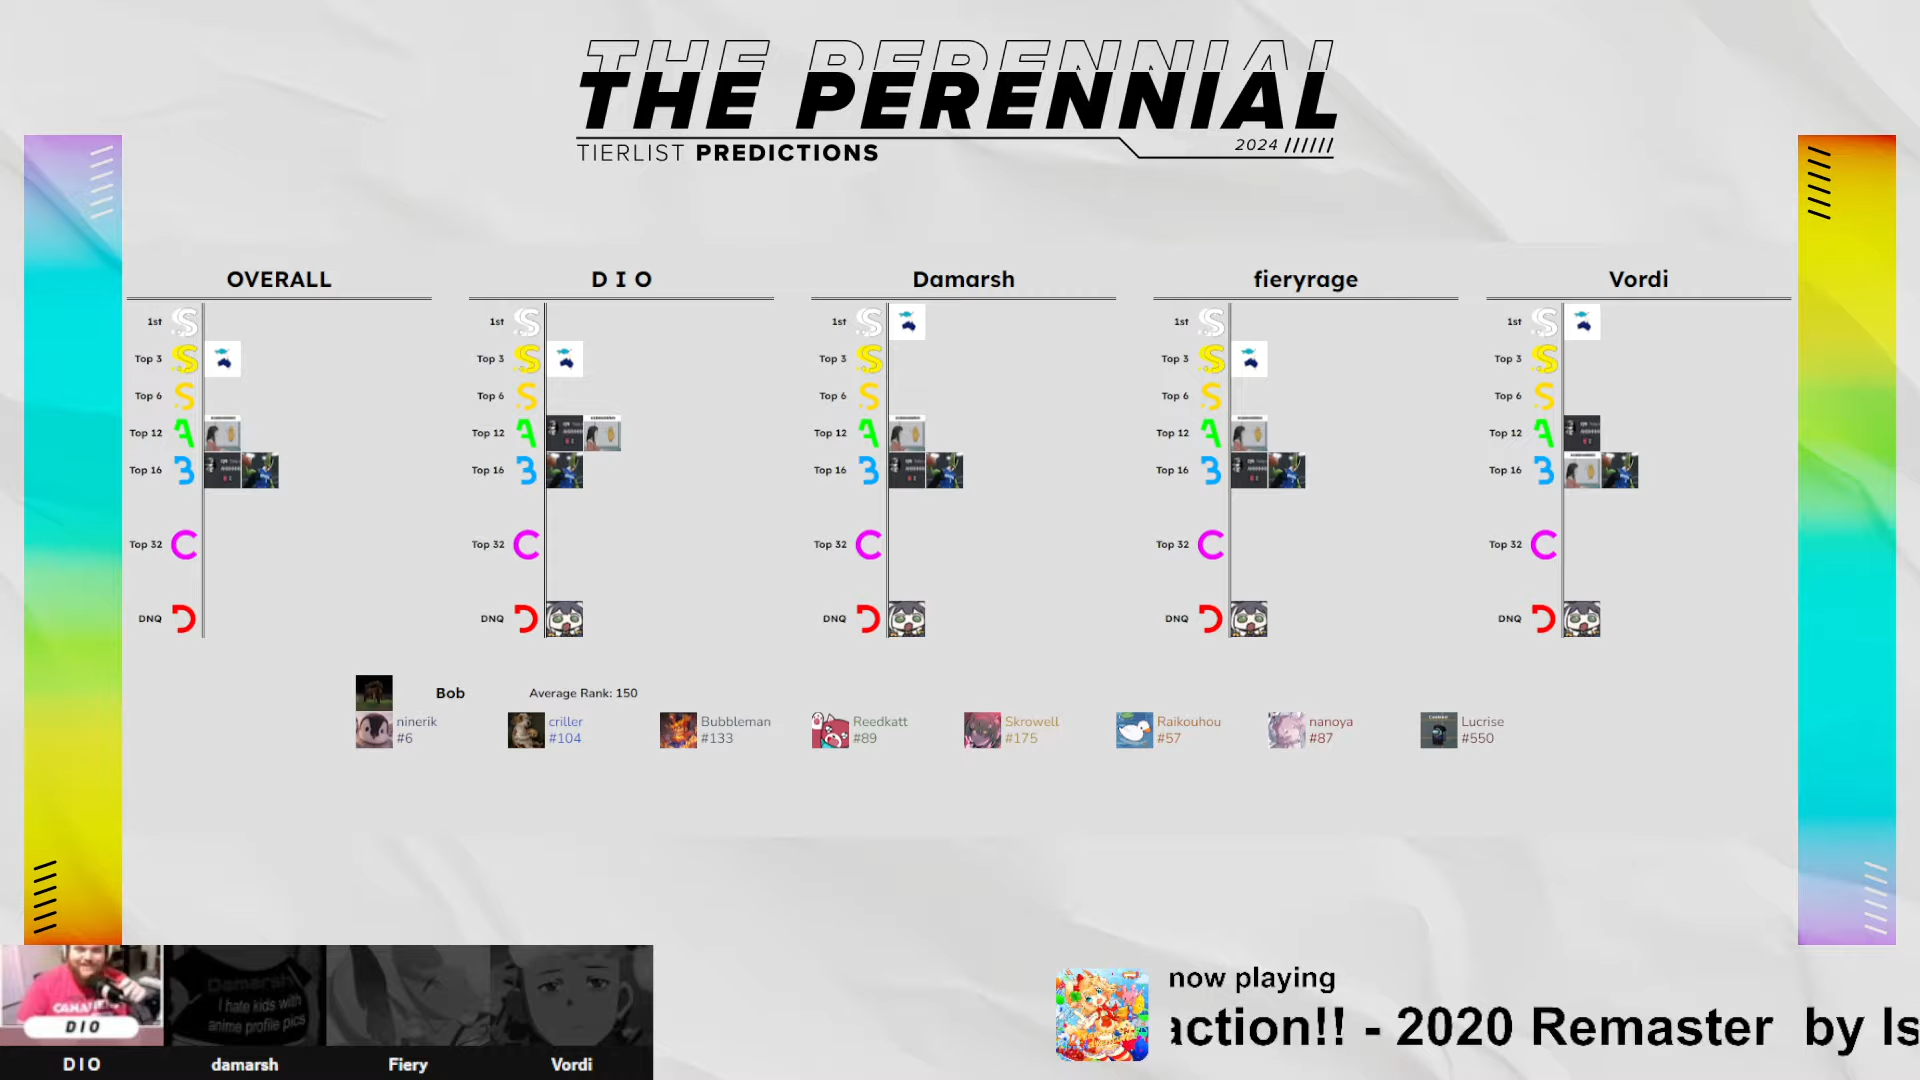 THE PERENNIAL
THE PERENNIAL
TIERLIST PREDICTIONS
2024 //////
OVERALL
1st S
Top 3 S
Top 6 S
Top 12 A
Top 16 B
Top 32 C
DNQ D
D I O
1st S
Top 3 S
Top 6 S
Top 12 A
Top 16 B
Top 32 C
DNQ D
Damarsh
1st S
Top 3 S
Top 6 S
Top 12 A
Top 16 B
Top 32 C
DNQ D
fieryrage
1st S
Top 3 S
Top 6 S
Top 12 A
Top 16 B
Top 32 C
DNQ D
Vordi
1st S
Top 3 S
Top 6 S
Top 12 A
Top 16 B
Top 32 C
DNQ D
Bob Average Rank: 150
ninerik
#6
criller
#104
Bubbleman
#133
Reedkatt
#89
Skrowell
#175
Raikouhou
#57
nanoya
#87
Lucrise
#550
D I O
Damarsh
I hate kids with
anime profile pics
D I O
damarsh
Fiery
Vordi
now playing
action!! - 2020 Remaster by Is